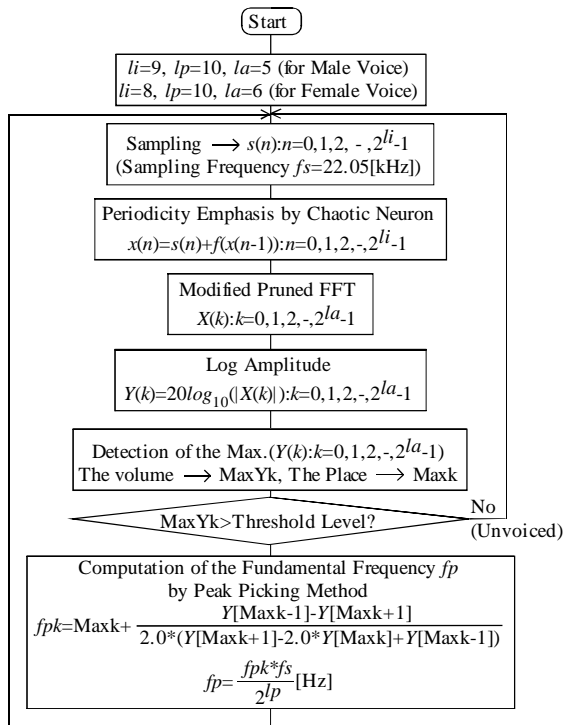 Start
li=9, lp=10, la=5 (for Male Voice)
li=8, lp=10, la=6 (for Female Voice)
Sampling → s(n):n=0,1,2, - ,2^li-1
(Sampling Frequency fs=22.05[kHz])
Periodicity Emphasis by Chaotic Neuron
x(n)=s(n)+f(x(n-1)):n=0,1,2,-,2^li-1
Modified Pruned FFT
X(k):k=0,1,2,-,2^la-1
Log Amplitude
Y(k)=20log10(|X(k)|):k=0,1,2,-,2^la-1
Detection of the Max.(Y(k):k=0,1,2,-,2^la-1)
The volume → MaxYk, The Place → Maxk
MaxYk>Threshold Level?
No
(Unvoiced)
Computation of the Fundamental Frequency fp
by Peak Picking Method
fpk=Maxk+ Y[Maxk-1]-Y[Maxk+1] / 2.0*(Y[Maxk+1]-2.0*Y[Maxk]+Y[Maxk-1])
fp= fpk*fs / 2^lp [Hz]